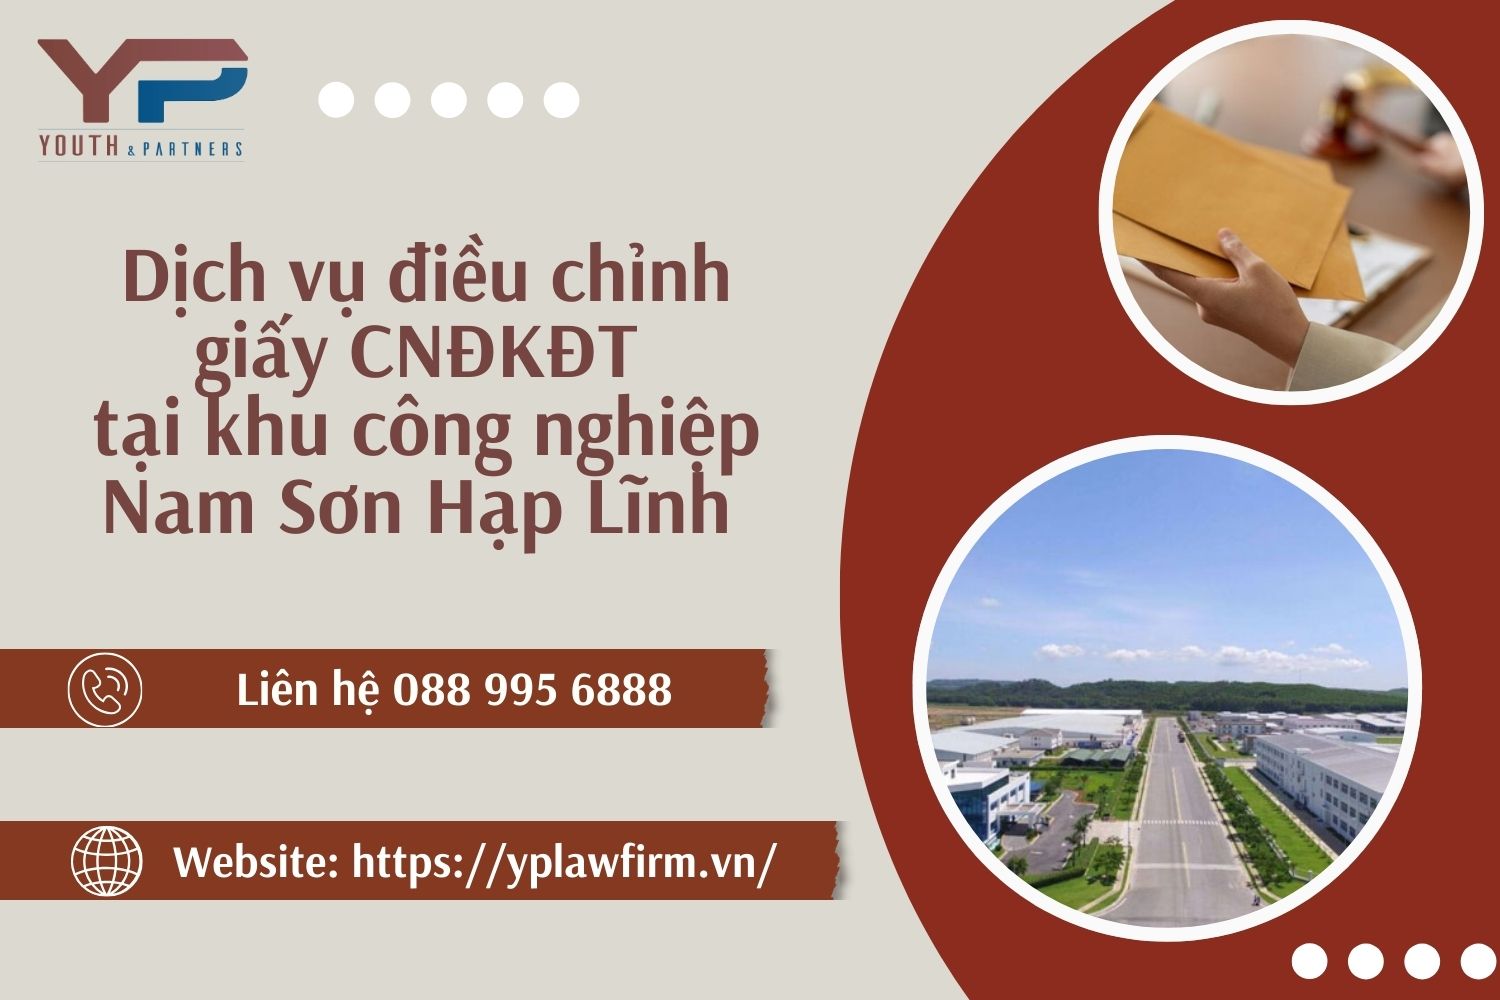 YP
YOUTH & PARTNERS
Dịch vụ điều chỉnh
giấy CNĐKĐT
tại khu công nghiệp
Nam Sơn Hạp Lĩnh
Liên hệ 088 995 6888
Website: https://yplawfirm.vn/